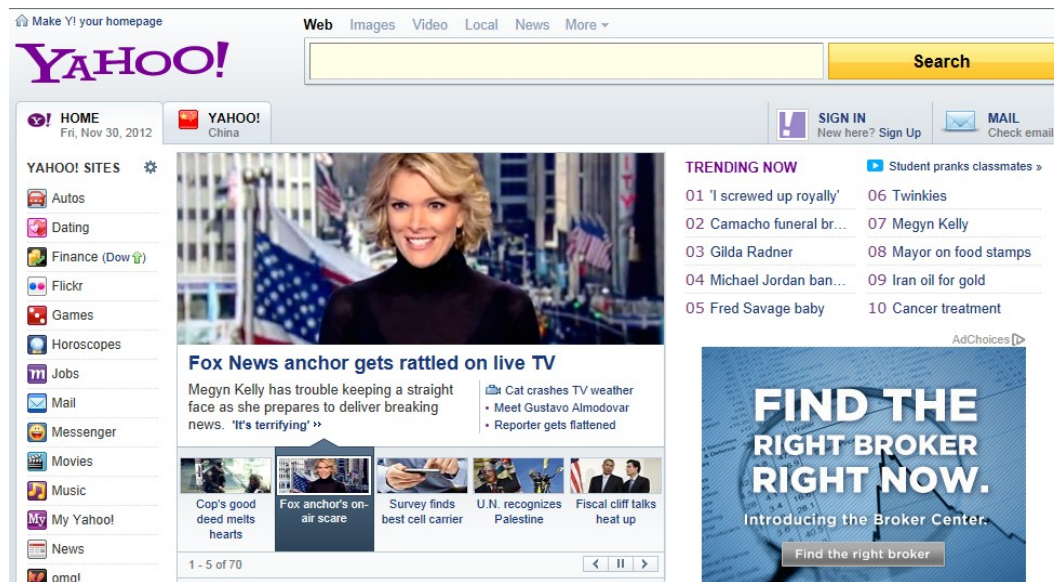 Make Y! your homepage
YAHOO!
Web Images Video Local News More
Search
HOME
Fri, Nov 30, 2012
YAHOO!
China
SIGN IN
New here? Sign Up
MAIL
Check email
YAHOO! SITES
Autos
Dating
Finance (Dow)
Flickr
Games
Horoscopes
Jobs
Mail
Messenger
Movies
Music
My Yahoo!
News
omg!
Fox News anchor gets rattled on live TV
Megyn Kelly has trouble keeping a straight
face as she prepares to deliver breaking
news. 'It's terrifying' »
Cat crashes TV weather
• Meet Gustavo Almodovar
• Reporter gets flattened
Cop's good
deed melts
hearts
Fox anchor's on-
air scare
Survey finds
best cell carrier
U.N. recognizes
Palestine
Fiscal cliff talks
heat up
1 - 5 of 70
TRENDING NOW
Student pranks classmates »
01 'I screwed up royally'
02 Camacho funeral br...
03 Gilda Radner
04 Michael Jordan ban...
05 Fred Savage baby
06 Twinkies
07 Megyn Kelly
08 Mayor on food stamps
09 Iran oil for gold
10 Cancer treatment
AdChoices
FIND THE
RIGHT BROKER
RIGHT NOW.
Introducing the Broker Center.
Find the right broker